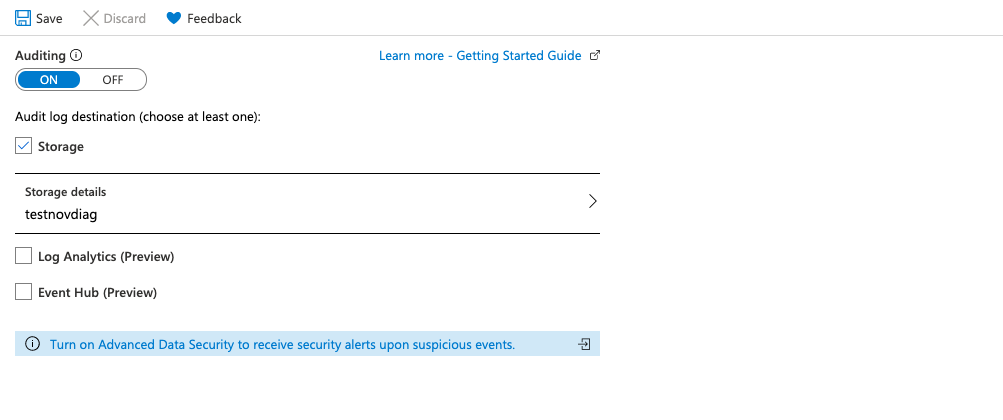 Save Discard Feedback
Auditing Learn more - Getting Started Guide
ON OFF
Audit log destination (choose at least one):
Storage
Storage details
testnovdiag
Log Analytics (Preview)
Event Hub (Preview)
Turn on Advanced Data Security to receive security alerts upon suspicious events.